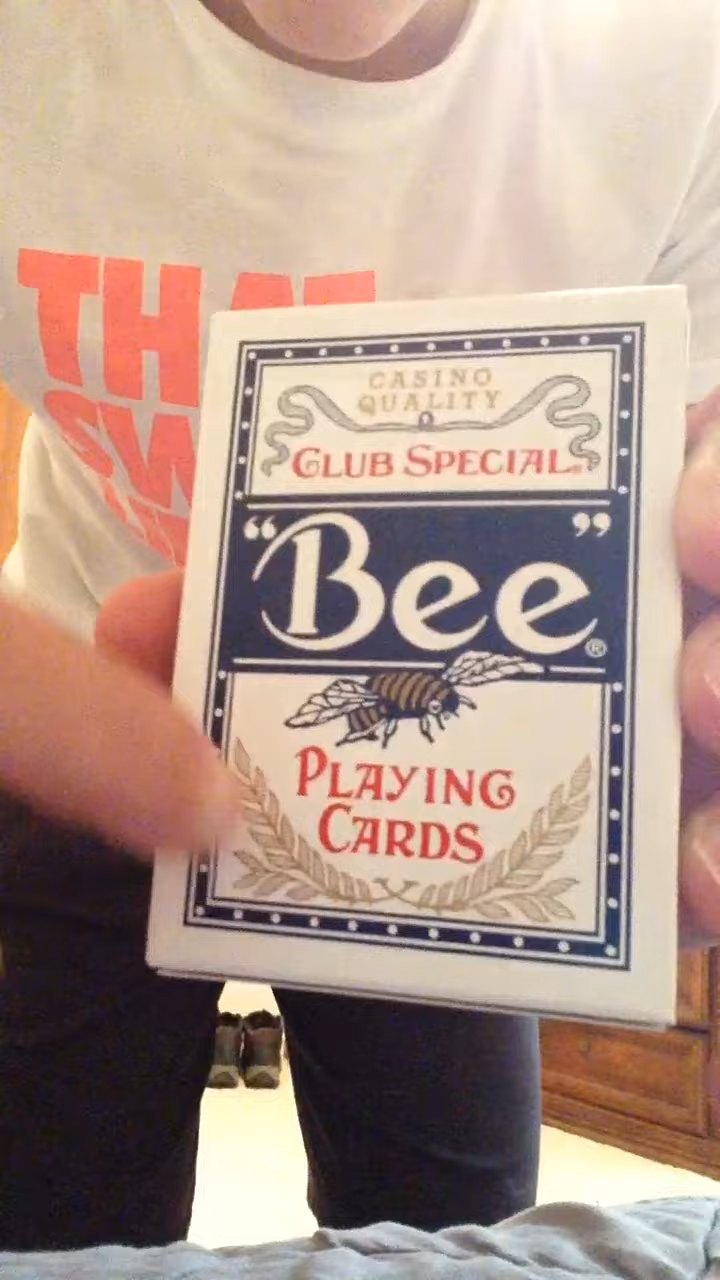 CASINO
QUALITY
CLUB SPECIAL®
“Bee”®
PLAYING
CARDS